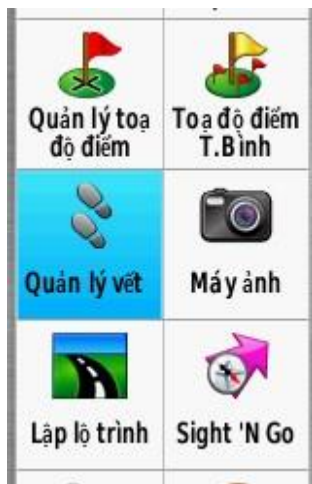 Quản lý toạ
độ điểm
Toạ độ điểm
T.Bình
Quản lý vết
Máy ảnh
Lập lộ trình
Sight 'N Go